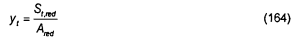 y_t = S_t,red / A_red (164)